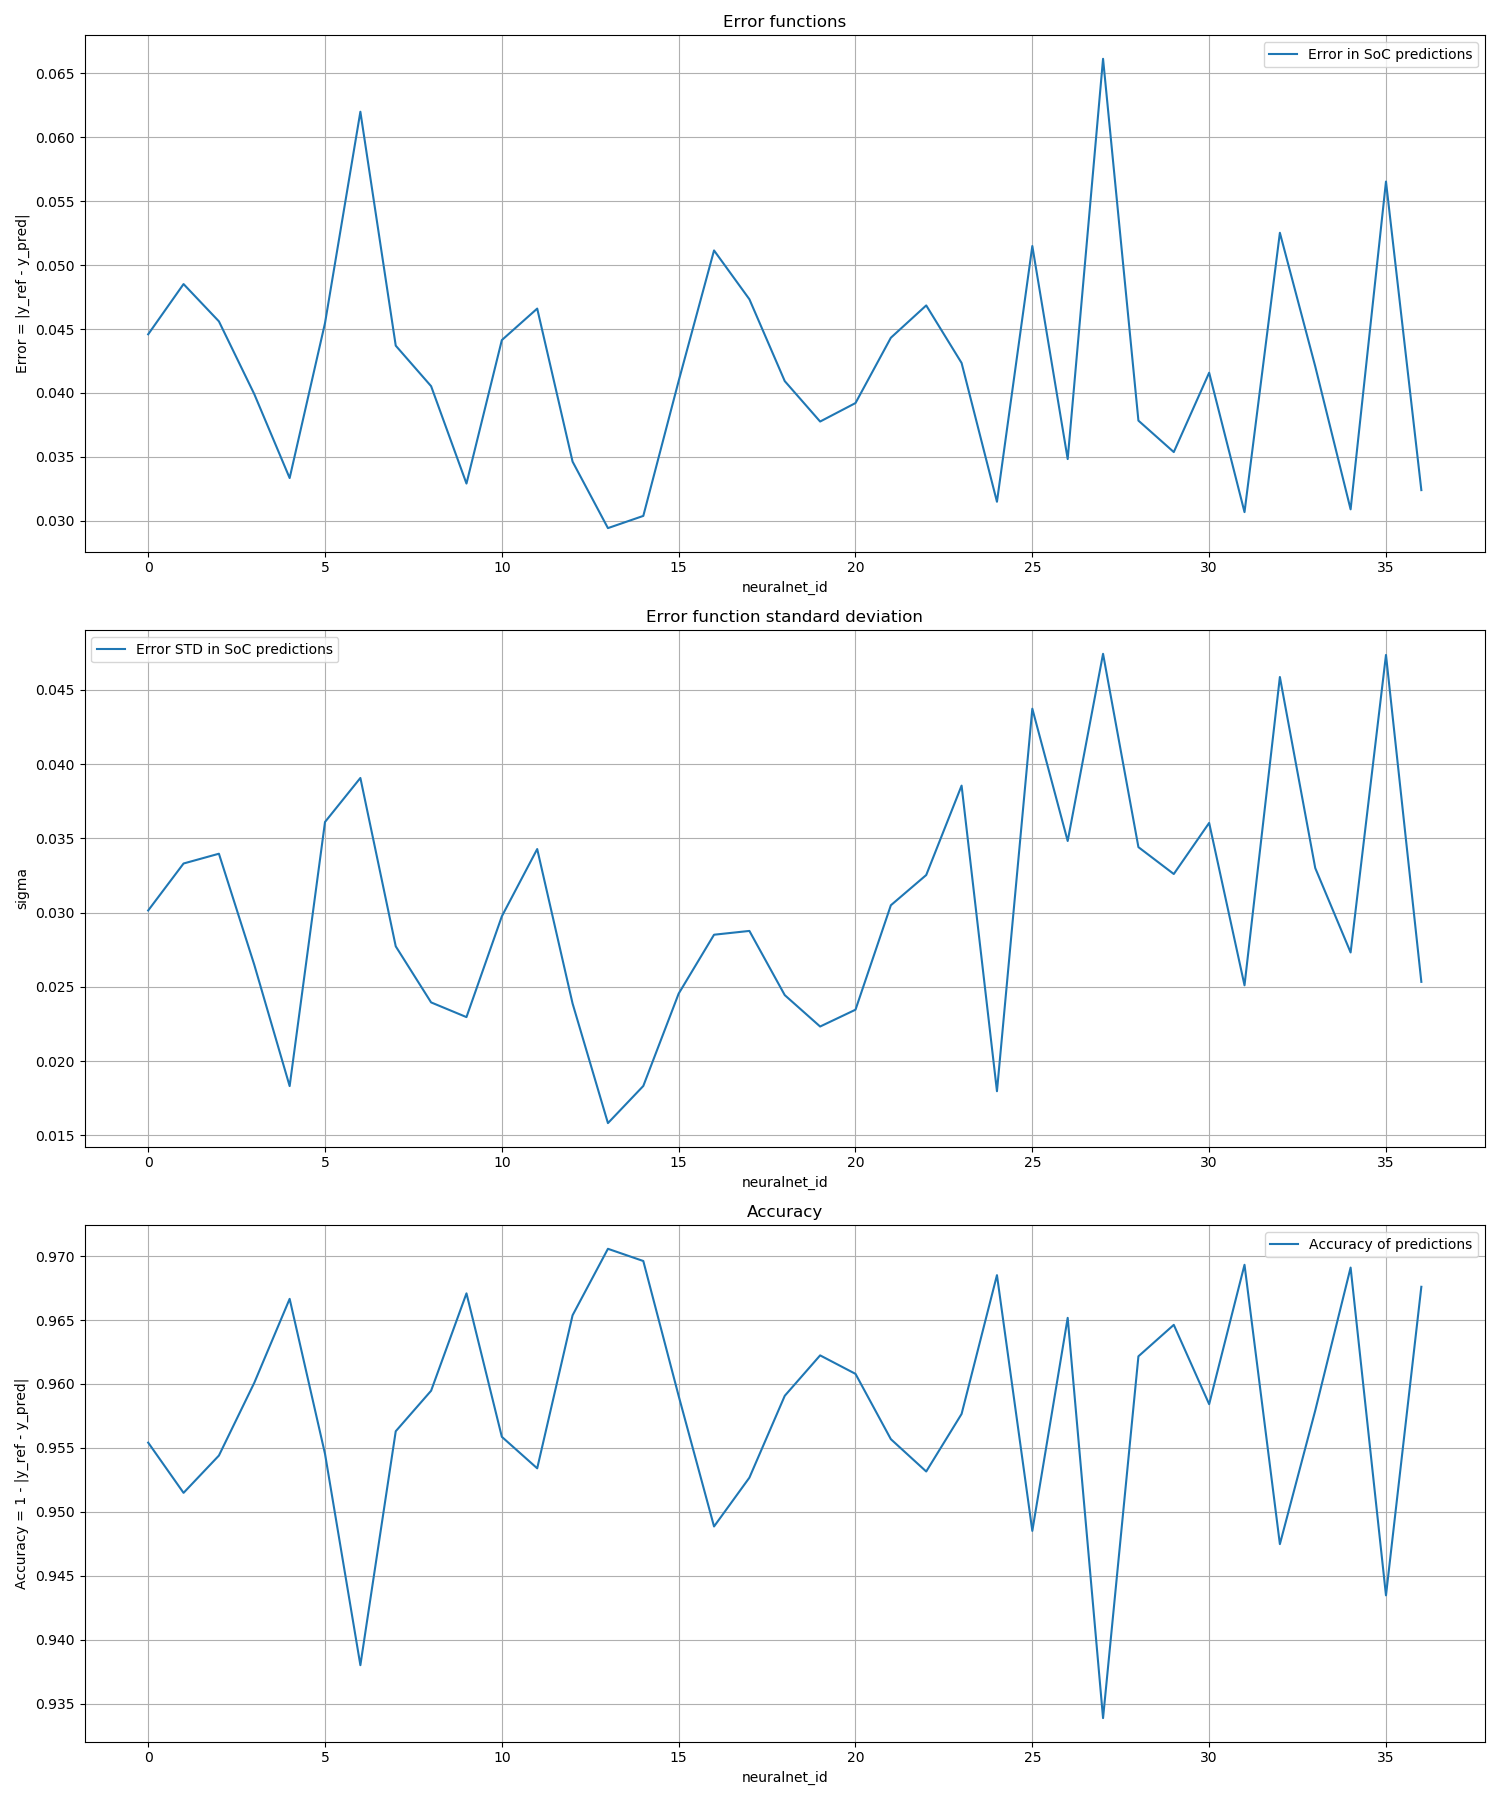 Error functions
Error in SoC predictions
Error = |y_ref - y_pred|
0.065
0.060
0.055
0.050
0.045
0.040
0.035
0.030
0 5 10 15 20 25 30 35
neuralnet_id
Error function standard deviation
Error STD in SoC predictions
sigma
0.045
0.040
0.035
0.030
0.025
0.020
0.015
0 5 10 15 20 25 30 35
neuralnet_id
Accuracy
Accuracy of predictions
Accuracy = 1 - |y_ref - y_pred|
0.970
0.965
0.960
0.955
0.950
0.945
0.940
0.935
0 5 10 15 20 25 30 35
neuralnet_id